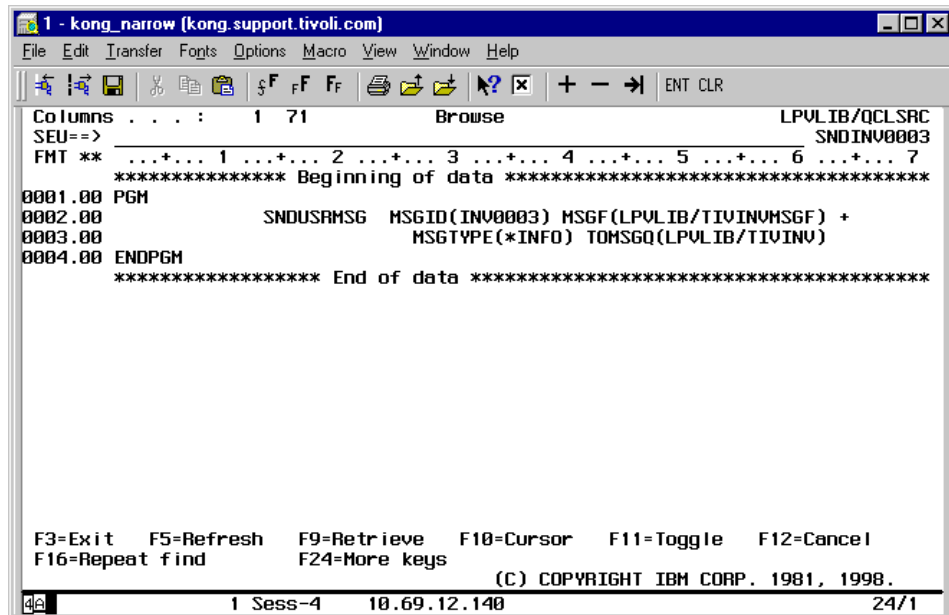 1 - kong_narrow (kong.support.tivoli.com)
File Edit Transfer Fonts Options Macro View Window Help
ENT CLR
Columns . . . : 1 71 Browse LPVLIB/QCLSRC
SEU==> SNDINV0003
FMT ** ...+... 1 ...+... 2 ...+... 3 ...+... 4 ...+... 5 ...+... 6 ...+... 7
*************** Beginning of data *************************************
0001.00 PGM
0002.00 SNDUSRMSG MSGID(INV0003) MSGF(LPVLIB/TIVINVMSGF) +
0003.00 MSGTYPE(*INFO) TOMSGQ(LPVLIB/TIVINV)
0004.00 ENDPGM
****************** End of data ****************************************
F3=Exit F5=Refresh F9=Retrieve F10=Cursor F11=Toggle F12=Cancel
F16=Repeat find F24=More keys
(C) COPYRIGHT IBM CORP. 1981, 1998.
4A 1 Sess-4 10.69.12.140 24/1